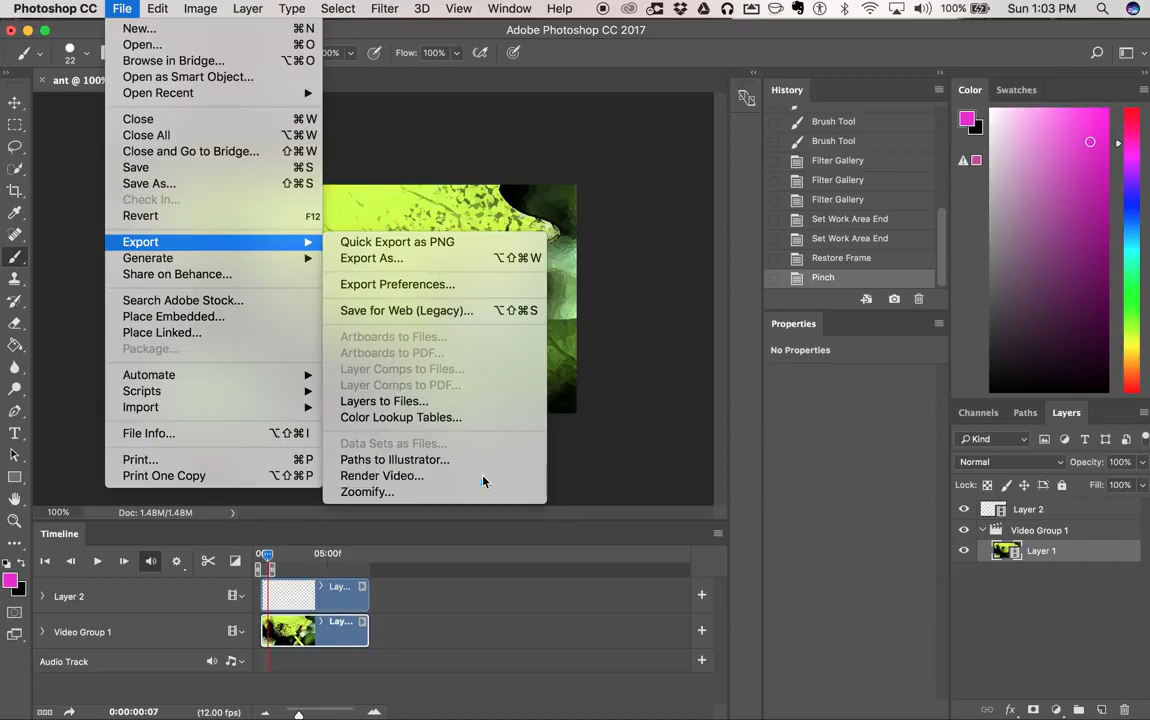 Photoshop CC File Edit Image Layer Type Select Filter 3D View Window Help 100% Sun 1:03 PM
Adobe Photoshop CC 2017
22 00% Flow: 100%
ant @ 100%
New... ⌘N
Open... ⌘O
Browse in Bridge... ⌥⌘O
Open as Smart Object...
Open Recent
Close ⌘W
Close All ⌥⌘W
Close and Go to Bridge... ⇧⌘W
Save ⌘S
Save As... ⇧⌘S
Check In...
Revert F12
Export
Generate
Share on Behance...
Search Adobe Stock...
Place Embedded...
Place Linked...
Package...
Automate
Scripts
Import
File Info... ⌥⇧⌘I
Print... ⌘P
Print One Copy ⌥⇧⌘P
Quick Export as PNG
Export As... ⌥⇧⌘W
Export Preferences...
Save for Web (Legacy)... ⌥⇧⌘S
Artboards to Files...
Artboards to PDF...
Layer Comps to Files...
Layer Comps to PDF...
Layers to Files...
Color Lookup Tables...
Data Sets as Files...
Paths to Illustrator...
Render Video...
Zoomify...
History
Brush Tool
Brush Tool
Filter Gallery
Filter Gallery
Filter Gallery
Set Work Area End
Set Work Area End
Restore Frame
Pinch
Properties
No Properties
Color Swatches
Channels Paths Layers
Kind
Normal Opacity: 100%
Lock: Fill: 100%
Layer 2
Video Group 1
Layer 1
100% Doc: 1.48M/1.48M
Timeline
05:00f
Layer 2 Lay...
Video Group 1 Lay...
Audio Track
0:00:00:07 (12.00 fps)